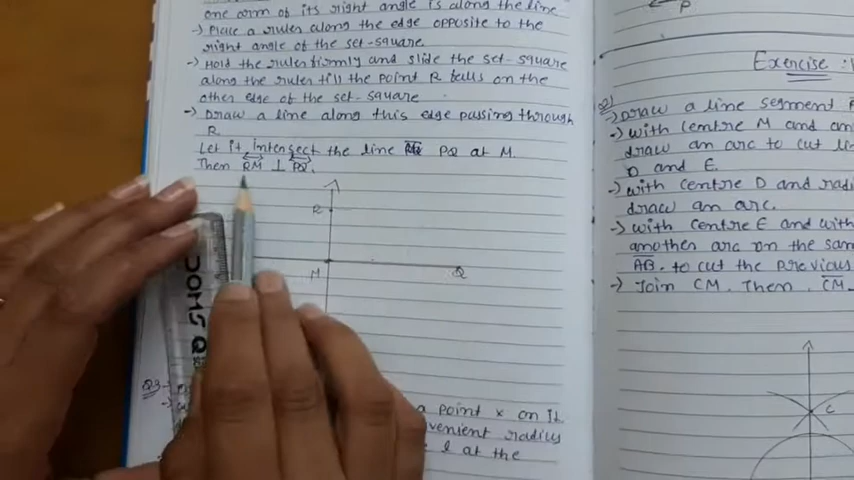 one arm of its right angle is along the line
-> Place a ruler along the edge opposite to the
right angle of the set-square.
-> Hold the ruler firmly and slide the set-square
along the ruler till the point R falls on the
other edge of the set-square
-> Draw a line along this edge passing through
R
Let it intersect the line PQ at M.
Then RM ⊥ PQ.
R
M
Q
DOMS
Q3
a point x on It
venient radius
l at the
P
Exercise :
Draw a line segment
-> with centre M and an
draw an arc to cut
D and E.
-> with centre D and radi
draw an arc.
-> with centre E and with
another arc on the same
AB. to cut the previous
-> Join CM. Then CM
C